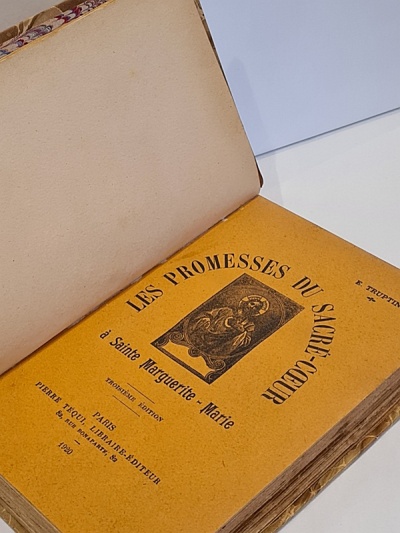 E. TRUPTIN
LES PROMESSES DU SACRÉ-CŒUR
à Sainte Marguerite-Marie
TROISIÈME ÉDITION
PARIS
PIERRE TEQUI, LIBRAIRE-ÉDITEUR
82, RUE BONAPARTE, 82
1920